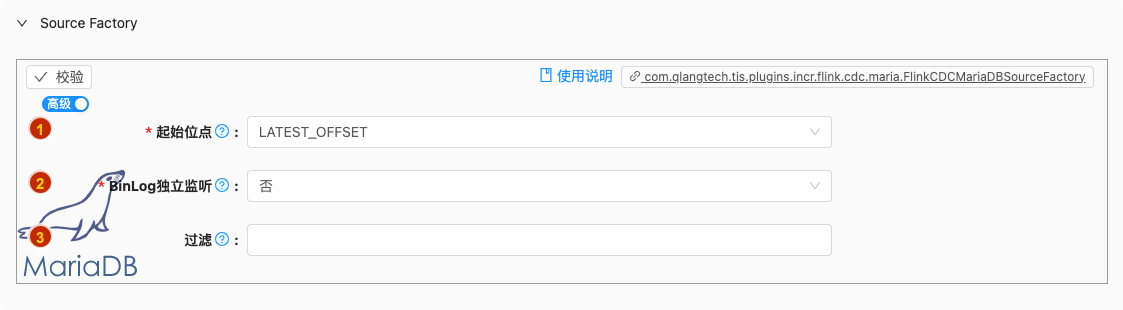 Source Factory
校验
使用说明
com.qlangtech.tis.plugins.incr.flink.cdc.maria.FlinkCDCMariaDBSourceFactory
高级
1 * 起始位点 ? : LATEST_OFFSET
2 * BinLog独立监听 ? : 否
3 过滤 ? :
MariaDB